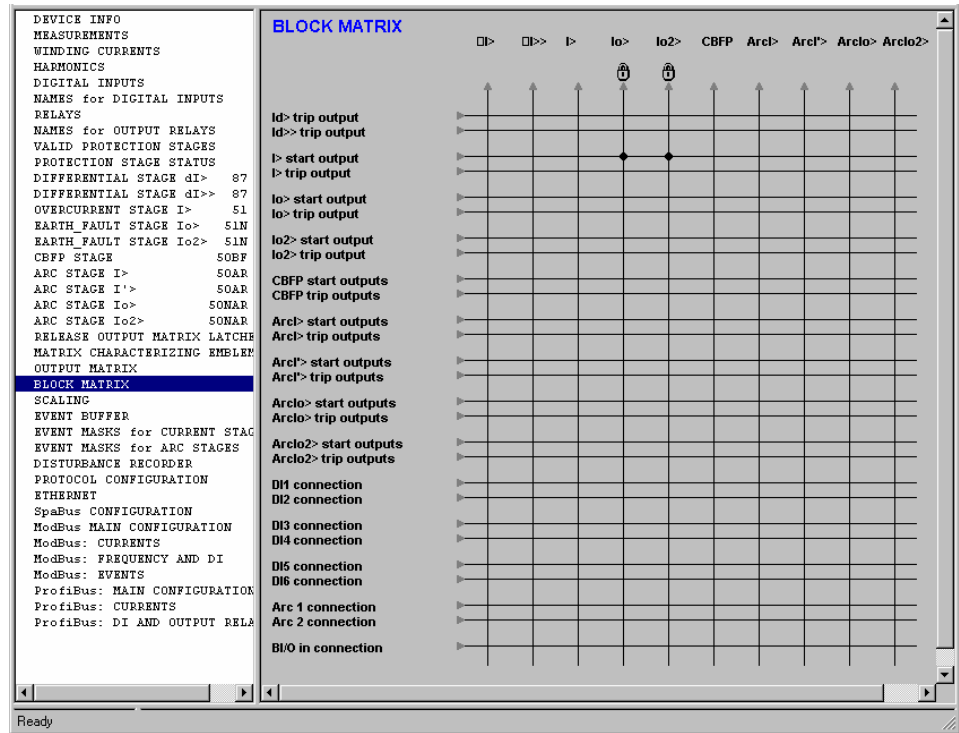 DEVICE INFO
MEASUREMENTS
WINDING CURRENTS
HARMONICS
DIGITAL INPUTS
NAMES for DIGITAL INPUTS
RELAYS
NAMES for OUTPUT RELAYS
VALID PROTECTION STAGES
PROTECTION STAGE STATUS
DIFFERENTIAL STAGE dI> 87
DIFFERENTIAL STAGE dI>> 87
OVERCURRENT STAGE I> 51
EARTH_FAULT STAGE Io> 51N
EARTH_FAULT STAGE Io2> 51N
CBFP STAGE 50BF
ARC STAGE I> 50AR
ARC STAGE I'> 50AR
ARC STAGE Io> 50NAR
ARC STAGE Io2> 50NAR
RELEASE OUTPUT MATRIX LATCHE
MATRIX CHARACTERIZING EMBLEM
OUTPUT MATRIX
BLOCK MATRIX
SCALING
EVENT BUFFER
EVENT MASKS for CURRENT STAG
EVENT MASKS for ARC STAGES
DISTURBANCE RECORDER
PROTOCOL CONFIGURATION
ETHERNET
SpaBus CONFIGURATION
ModBus MAIN CONFIGURATION
ModBus: CURRENTS
ModBus: FREQUENCY AND DI
ModBus: EVENTS
ProfiBus: MAIN CONFIGURATION
ProfiBus: CURRENTS
ProfiBus: DI AND OUTPUT RELA
BLOCK MATRIX
▯I> ▯I>> I> Io> Io2> CBFP ArcI> ArcI'> ArcIo> ArcIo2>
Id> trip output
Id>> trip output
I> start output
I> trip output
Io> start output
Io> trip output
Io2> start output
Io2> trip output
CBFP start outputs
CBFP trip outputs
ArcI> start outputs
ArcI> trip outputs
ArcI'> start outputs
ArcI'> trip outputs
ArcIo> start outputs
ArcIo> trip outputs
ArcIo2> start outputs
ArcIo2> trip outputs
DI1 connection
DI2 connection
DI3 connection
DI4 connection
DI5 connection
DI6 connection
Arc 1 connection
Arc 2 connection
BI/O in connection
Ready